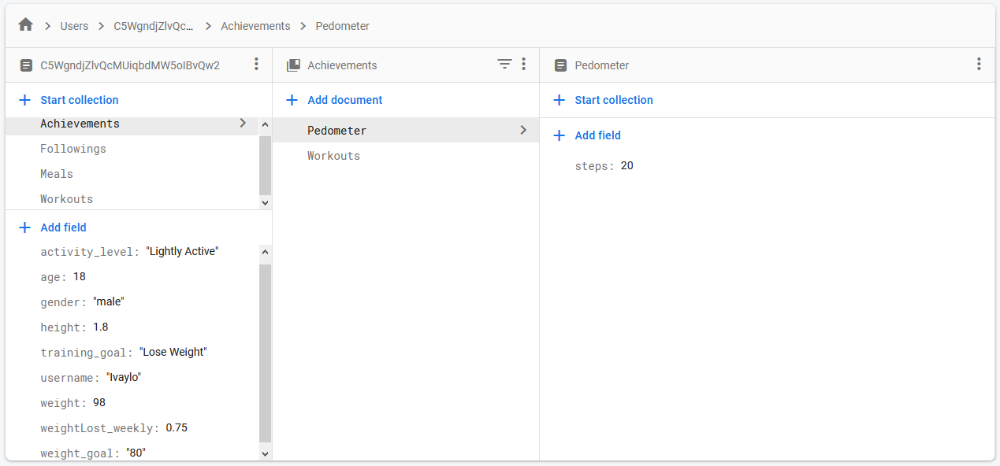 Users C5WgndjZlvQc... Achievements Pedometer
C5WgndjZlvQcMUiqbdMW5oIBvQw2
Start collection
Achievements
Followings
Meals
Workouts
Add field
activity_level: "Lightly Active"
age: 18
gender: "male"
height: 1.8
training_goal: "Lose Weight"
username: "Ivaylo"
weight: 98
weightLost_weekly: 0.75
weight_goal: "80"
Achievements
Add document
Pedometer
Workouts
Pedometer
Start collection
Add field
steps: 20